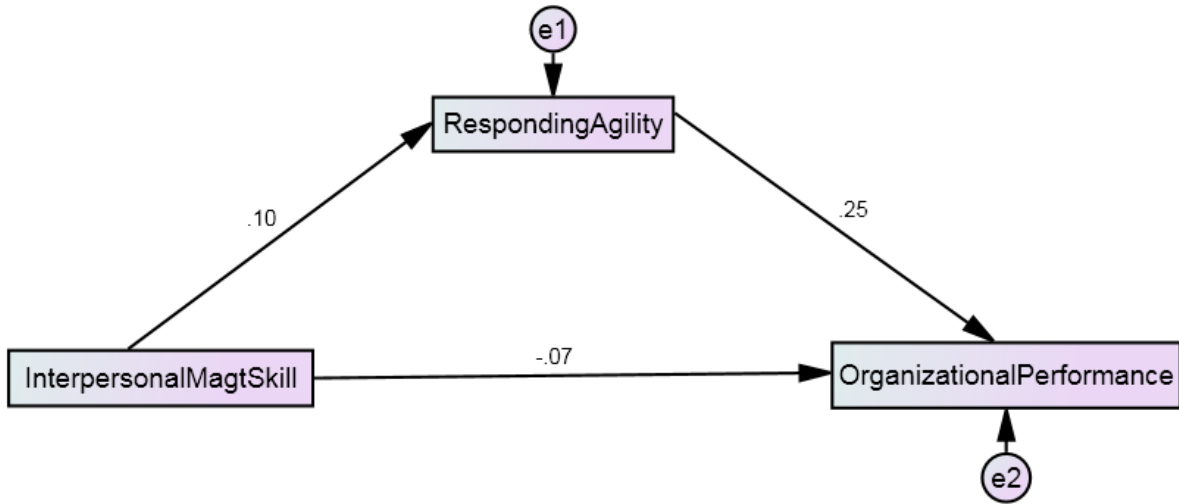 e1
RespondingAgility
.10
.25
-.07
InterpersonalMagtSkill
OrganizationalPerformance
e2